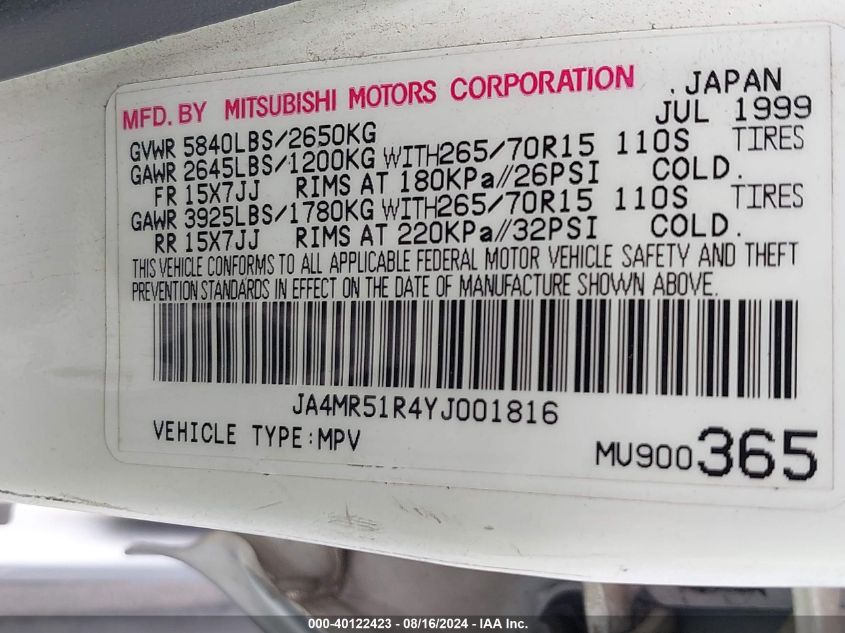 MFD. BY MITSUBISHI MOTORS CORPORATION .JAPAN
JUL 1999
GVWR 5840LBS/2650KG
GAWR 2645LBS/1200KG WITH265/70R15 110S TIRES
FR 15X7JJ RIMS AT 180KPa//26PSI COLD.
GAWR 3925LBS/1780KG WITH265/70R15 110S TIRES
RR 15X7JJ RIMS AT 220KPa//32PSI COLD.
THIS VEHICLE CONFORMS TO ALL APPLICABLE FEDERAL MOTOR VEHICLE SAFETY AND THEFT
PREVENTION STANDARDS IN EFFECT ON THE DATE OF MANUFACTURE SHOWN ABOVE.
JA4MR51R4YJ001816
VEHICLE TYPE:MPV
MU900365
000-40122423 - 08/16/2024 - IAA Inc.